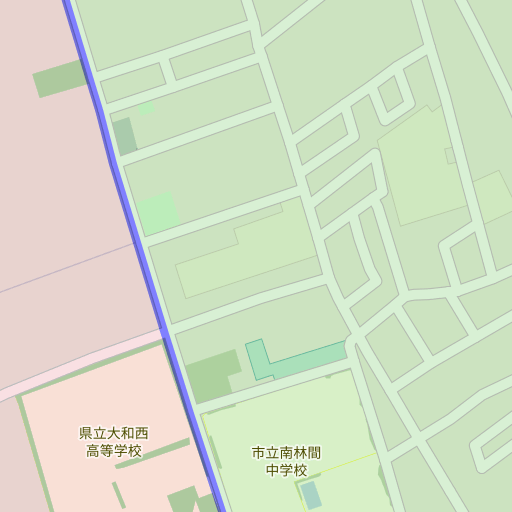 県立大和西
高等学校
市立南林間
中学校